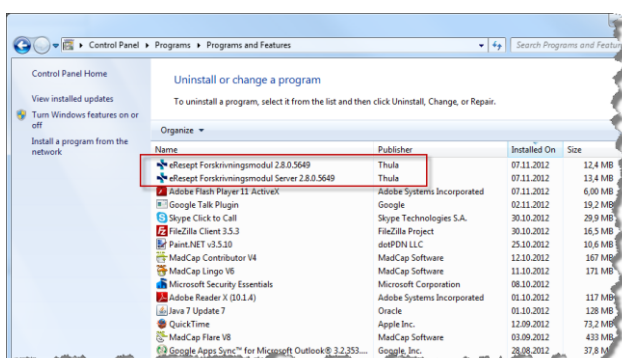 Control Panel ▸ Programs ▸ Programs and Features
Search Programs and Featu
Control Panel Home
View installed updates
Turn Windows features on or off
Install a program from the network
Uninstall or change a program
To uninstall a program, select it from the list and then click Uninstall, Change, or Repair.
Organize
Name Publisher Installed On Size
eResept Forskrivningsmodul 2.8.0.5649 Thula 07.11.2012 12,4 MB
eResept Forskrivningsmodul Server 2.8.0.5649 Thula 07.11.2012 13,4 MB
Adobe Flash Player 11 ActiveX Adobe Systems Incorporated 07.11.2012 6,00 MB
Google Talk Plugin Google 02.11.2012 19,2 MB
Skype Click to Call Skype Technologies S.A. 30.10.2012 29,9 MB
FileZilla Client 3.5.3 FileZilla Project 30.10.2012 16,5 MB
Paint.NET v3.5.10 dotPDN LLC 25.10.2012 10,6 MB
MadCap Contributor V4 MadCap Software 12.10.2012 167 MB
MadCap Lingo V6 MadCap Software 11.10.2012 171 MB
Microsoft Security Essentials Microsoft Corporation 08.10.2012
Adobe Reader X (10.1.4) Adobe Systems Incorporated 01.10.2012 117 MB
Java 7 Update 7 Oracle 01.10.2012 128 MB
QuickTime Apple Inc. 12.09.2012 73,2 MB
MadCap Flare V8 MadCap Software 03.09.2012 433 MB
Google Apps Sync™ for Microsoft Outlook® 3.2.353.... Google, Inc. 28.08.2012 37,8 M